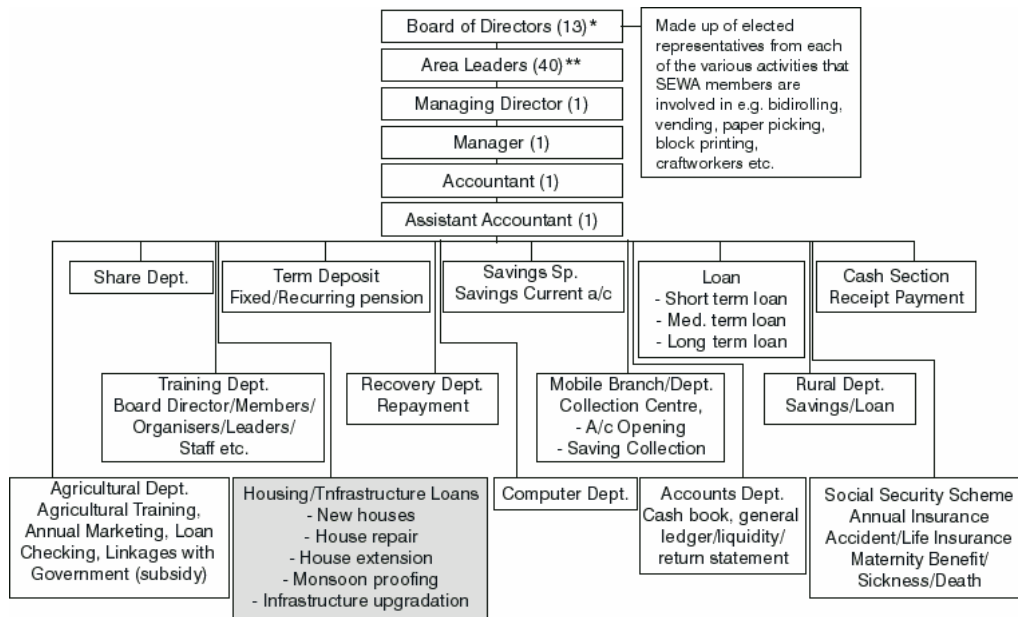 Board of Directors (13)*
Made up of elected
representatives from each
of the various activities that
SEWA members are
involved in e.g. bidirolling,
vending, paper picking,
block printing,
craftworkers etc.
Area Leaders (40)**
Managing Director (1)
Manager (1)
Accountant (1)
Assistant Accountant (1)
Share Dept.
Term Deposit
Fixed/Recurring pension
Savings Sp.
Savings Current a/c
Loan
- Short term loan
- Med. term loan
- Long term loan
Cash Section
Receipt Payment
Training Dept.
Board Director/Members/
Organisers/Leaders/
Staff etc.
Recovery Dept.
Repayment
Mobile Branch/Dept.
Collection Centre,
- A/c Opening
- Saving Collection
Rural Dept.
Savings/Loan
Agricultural Dept.
Agricultural Training,
Annual Marketing, Loan
Checking, Linkages with
Government (subsidy)
Housing/Tnfrastructure Loans
- New houses
- House repair
- House extension
- Monsoon proofing
- Infrastructure upgradation
Computer Dept.
Accounts Dept.
Cash book, general
ledger/liquidity/
return statement
Social Security Scheme
Annual Insurance
Accident/Life Insurance
Maternity Benefit/
Sickness/Death